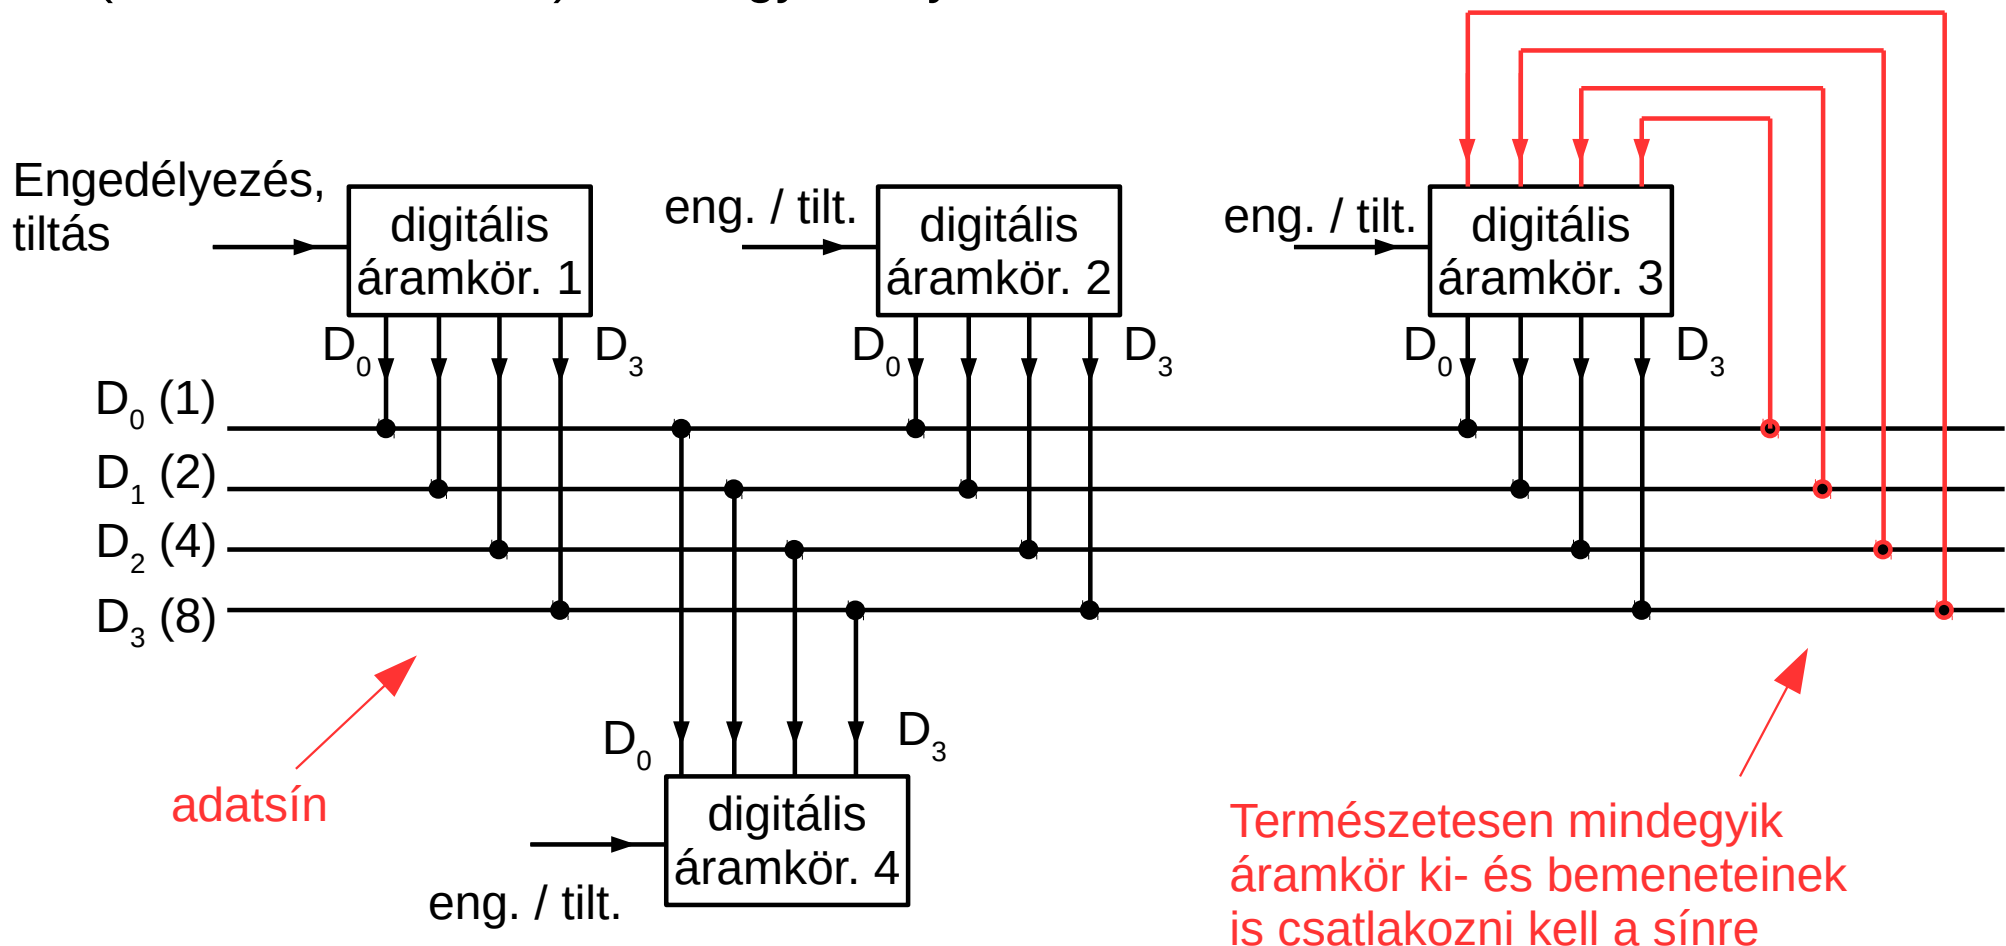 Engedélyezés,
tiltás
digitális
áramkör. 1
eng. / tilt.
digitális
áramkör. 2
eng. / tilt.
digitális
áramkör. 3
D0
D3
D0
D3
D0
D3
D0 (1)
D1 (2)
D2 (4)
D3 (8)
adatsín
D0
D3
digitális
áramkör. 4
eng. / tilt.
Természetesen mindegyik
áramkör ki- és bemeneteinek
is csatlakozni kell a sínre